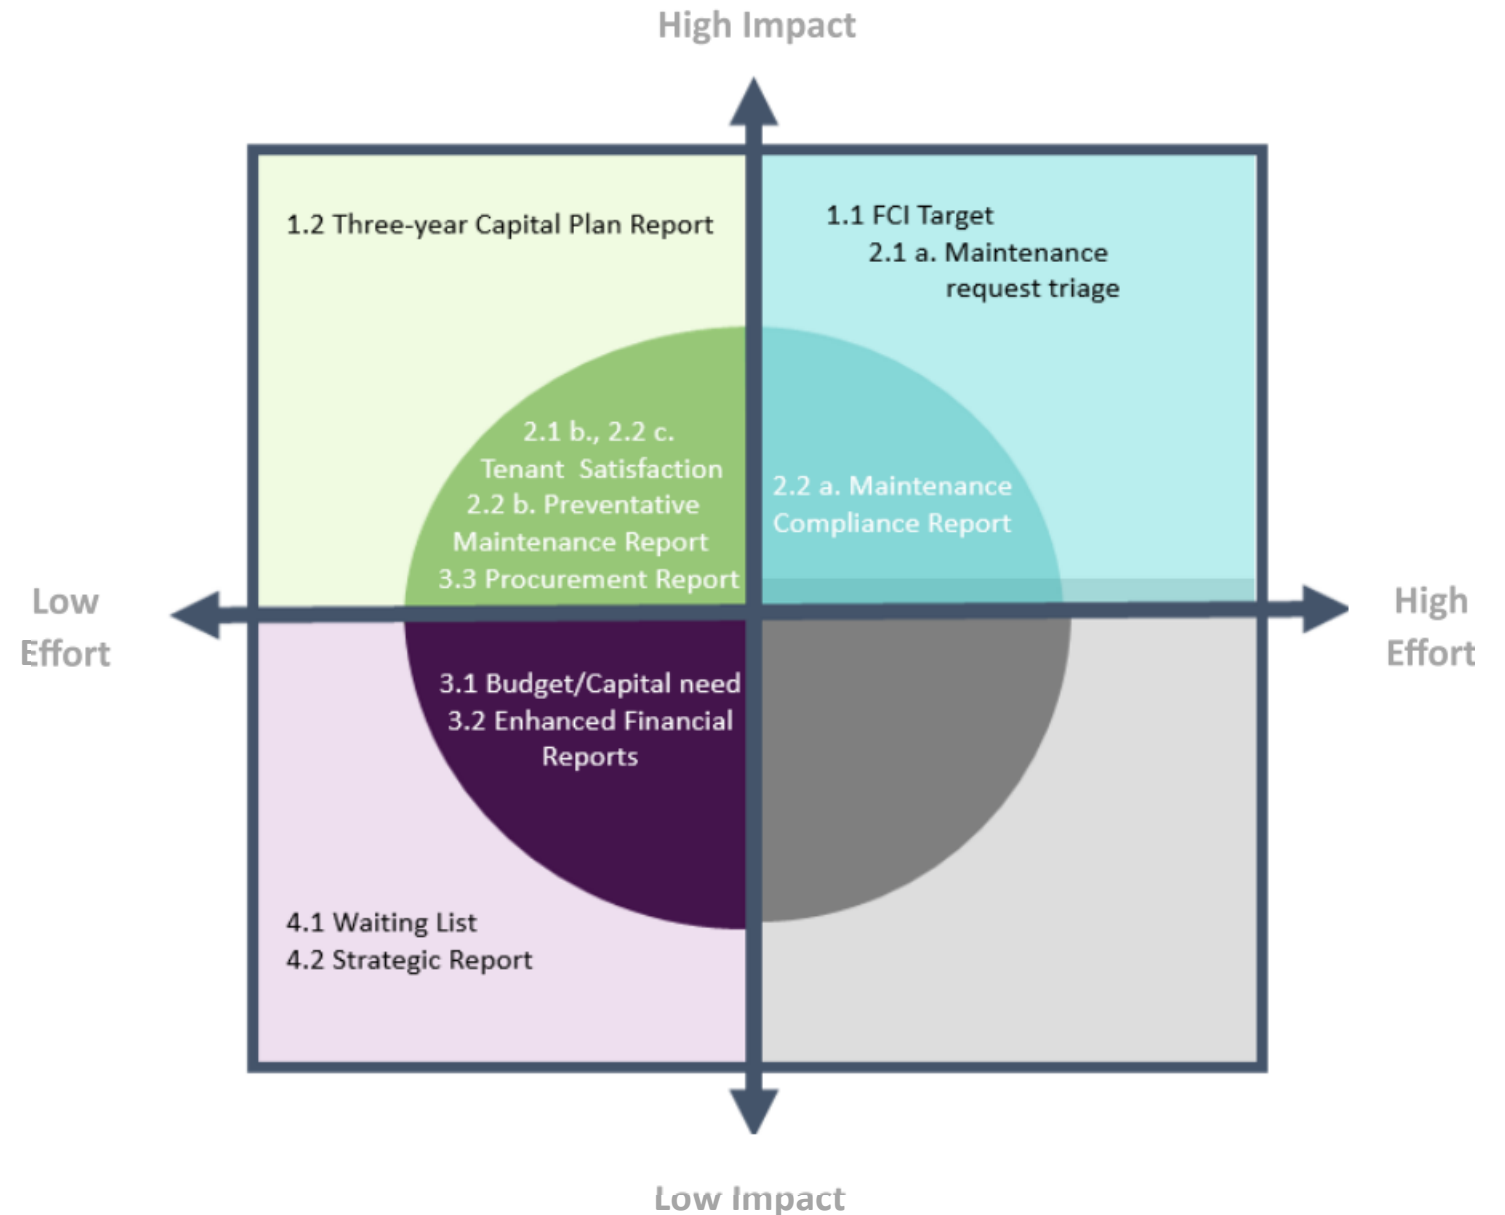 High Impact
1.2 Three-year Capital Plan Report
1.1 FCI Target
2.1 a. Maintenance
request triage
2.1 b., 2.2 c.
Tenant  Satisfaction
2.2 b. Preventative
Maintenance Report
3.3 Procurement Report
2.2 a. Maintenance
Compliance Report
Low
Effort
High
Effort
3.1 Budget/Capital need
3.2 Enhanced Financial
Reports
4.1 Waiting List
4.2 Strategic Report
Low Impact